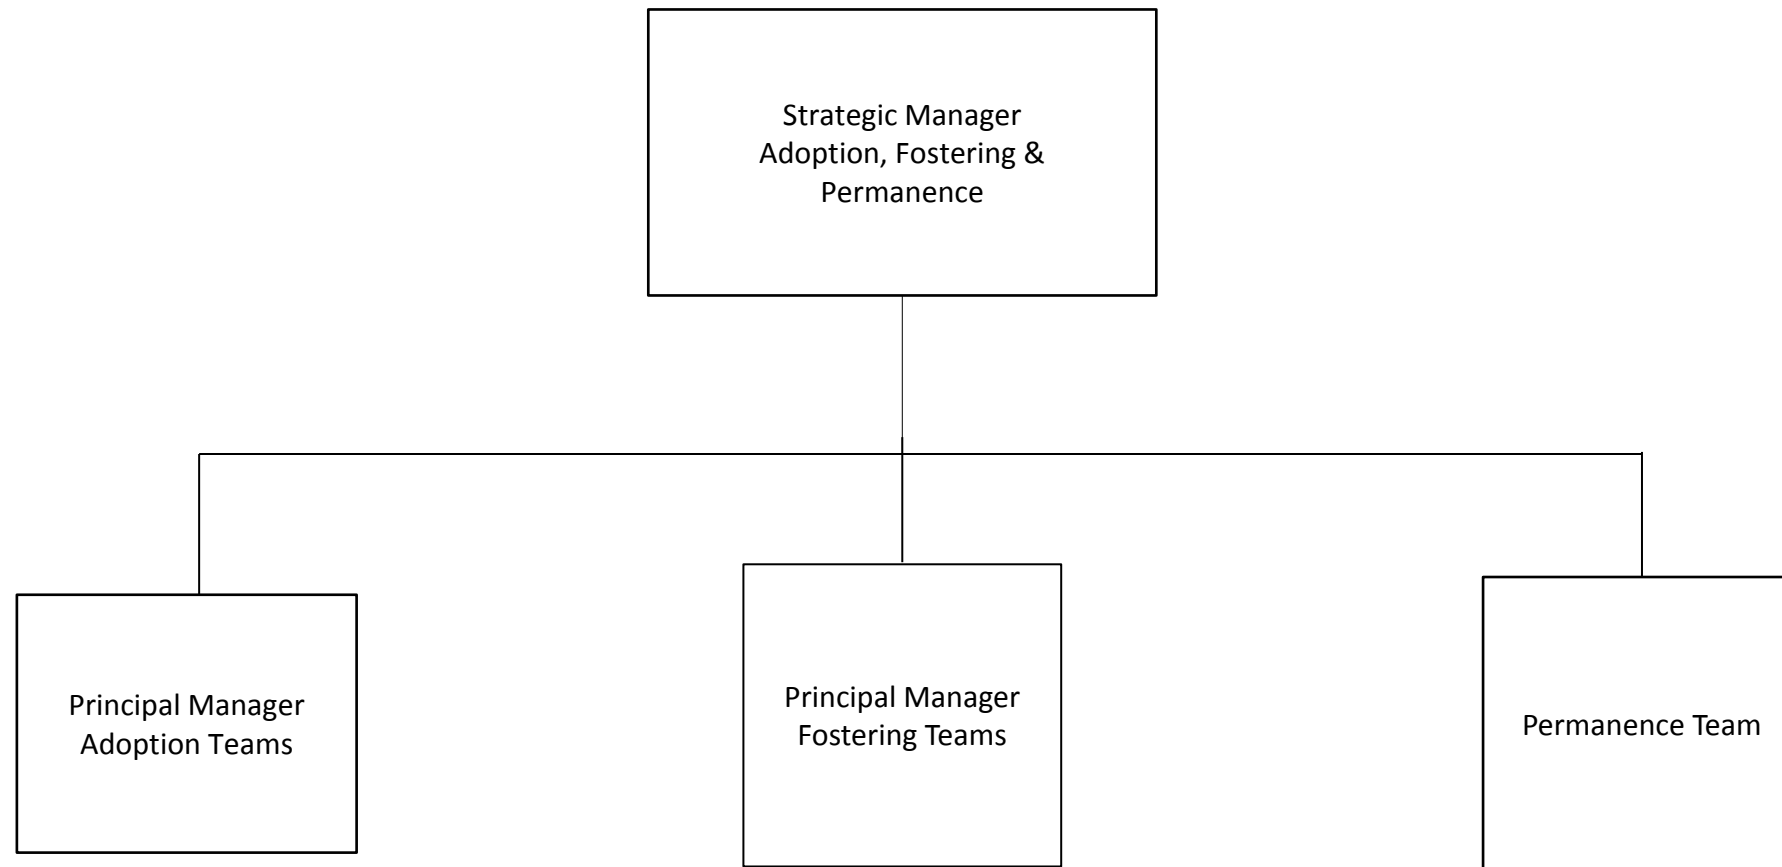 Strategic Manager
Adoption, Fostering &
Permanence
Principal Manager
Adoption Teams
Principal Manager
Fostering Teams
Permanence Team